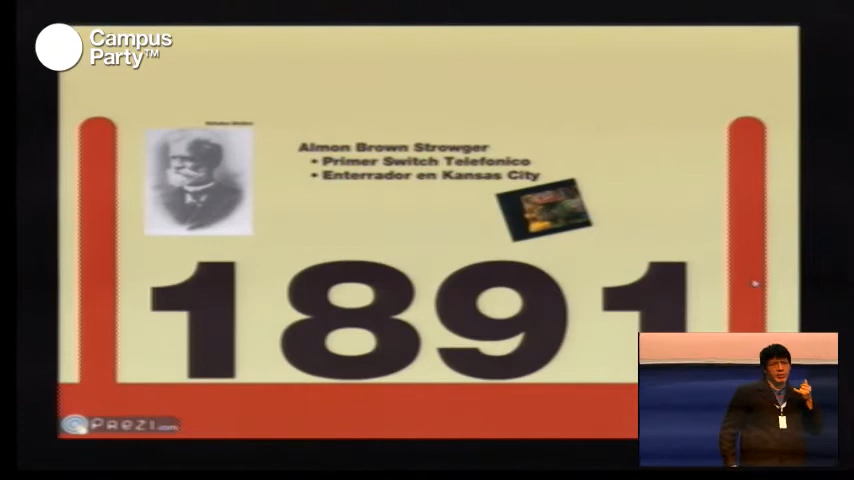 Campus
Party™
Almon Brown Strowger
• Primer Switch Telefonico
• Enterrador en Kansas City
1891
PREZI.com